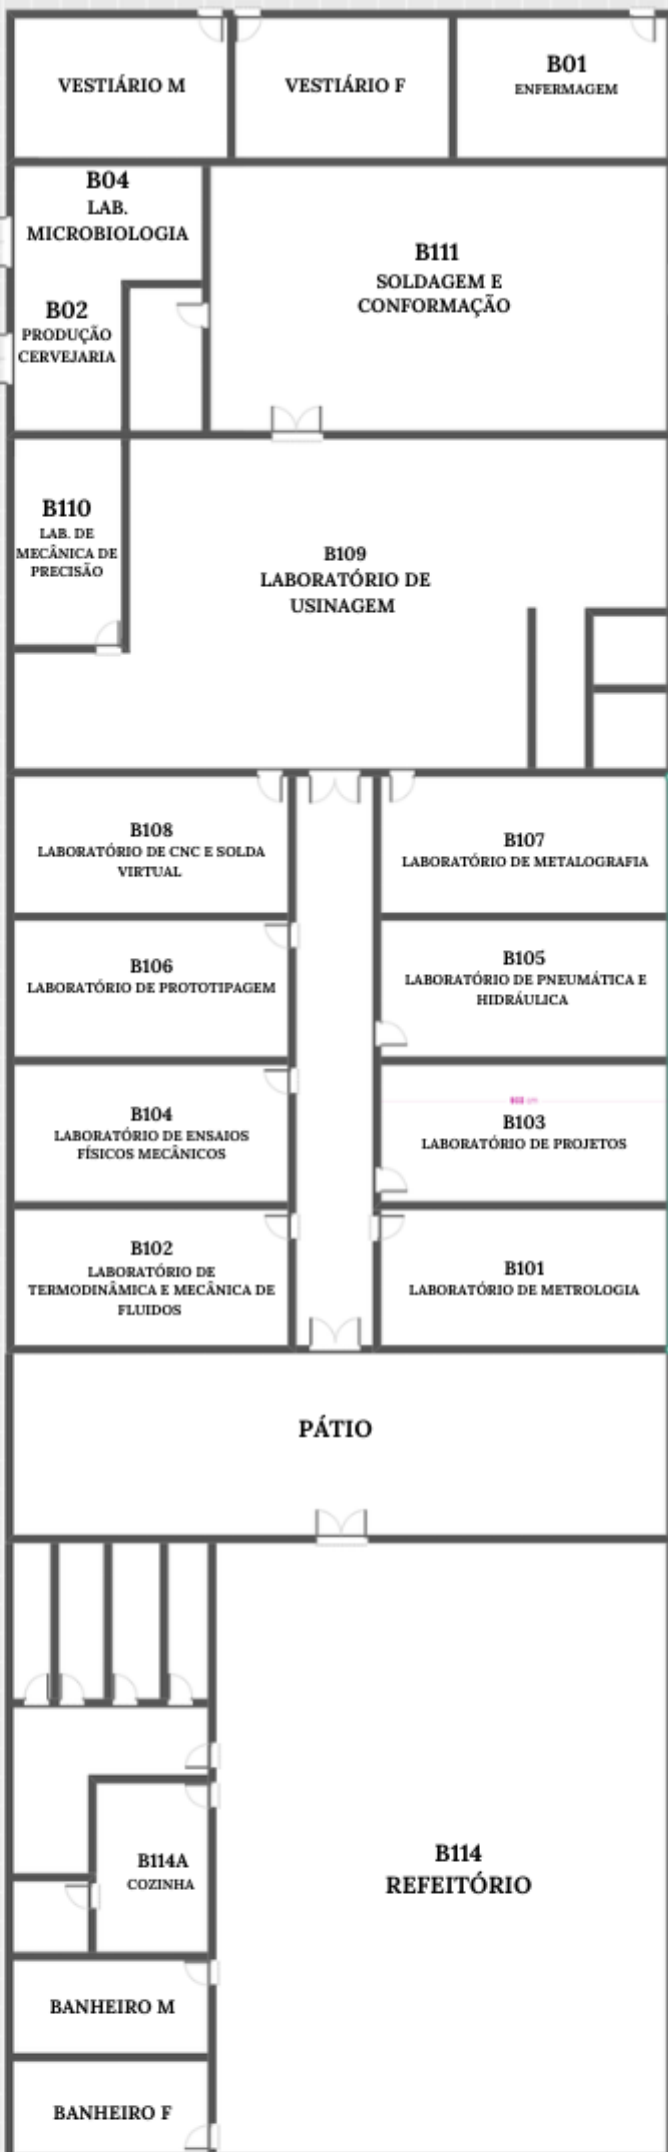 VESTIÁRIO M
VESTIÁRIO F
B01
ENFERMAGEM
B04
LAB.
MICROBIOLOGIA
B02
PRODUÇÃO
CERVEJARIA
B111
SOLDAGEM E
CONFORMAÇÃO
B110
LAB. DE
MECÂNICA DE
PRECISÃO
B109
LABORATÓRIO DE
USINAGEM
B108
LABORATÓRIO DE CNC E SOLDA
VIRTUAL
B107
LABORATÓRIO DE METALOGRAFIA
B106
LABORATÓRIO DE PROTOTIPAGEM
B105
LABORATÓRIO DE PNEUMÁTICA E
HIDRÁULICA
B104
LABORATÓRIO DE ENSAIOS
FÍSICOS MECÂNICOS
B103
LABORATÓRIO DE PROJETOS
B102
LABORATÓRIO DE
TERMODINÂMICA E MECÂNICA DE
FLUIDOS
B101
LABORATÓRIO DE METROLOGIA
PÁTIO
B114A
COZINHA
B114
REFEITÓRIO
BANHEIRO M
BANHEIRO F